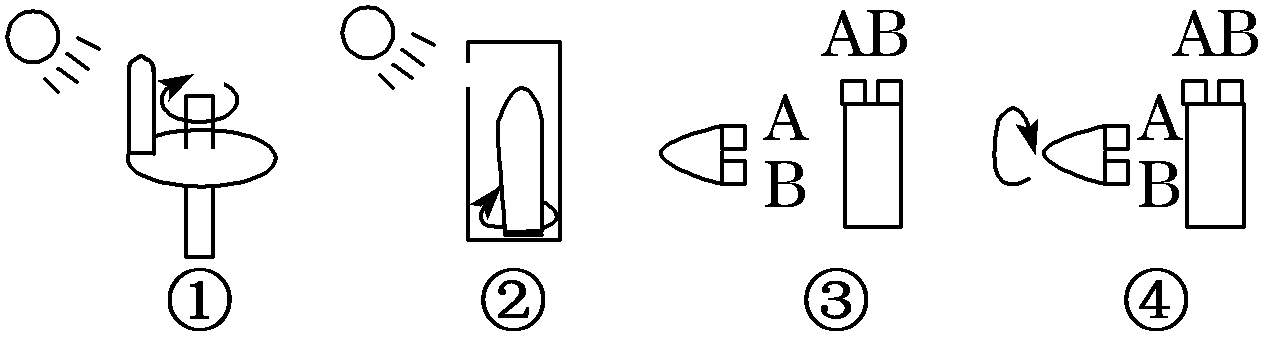 AB AB
A A
B B
① ② ③ ④